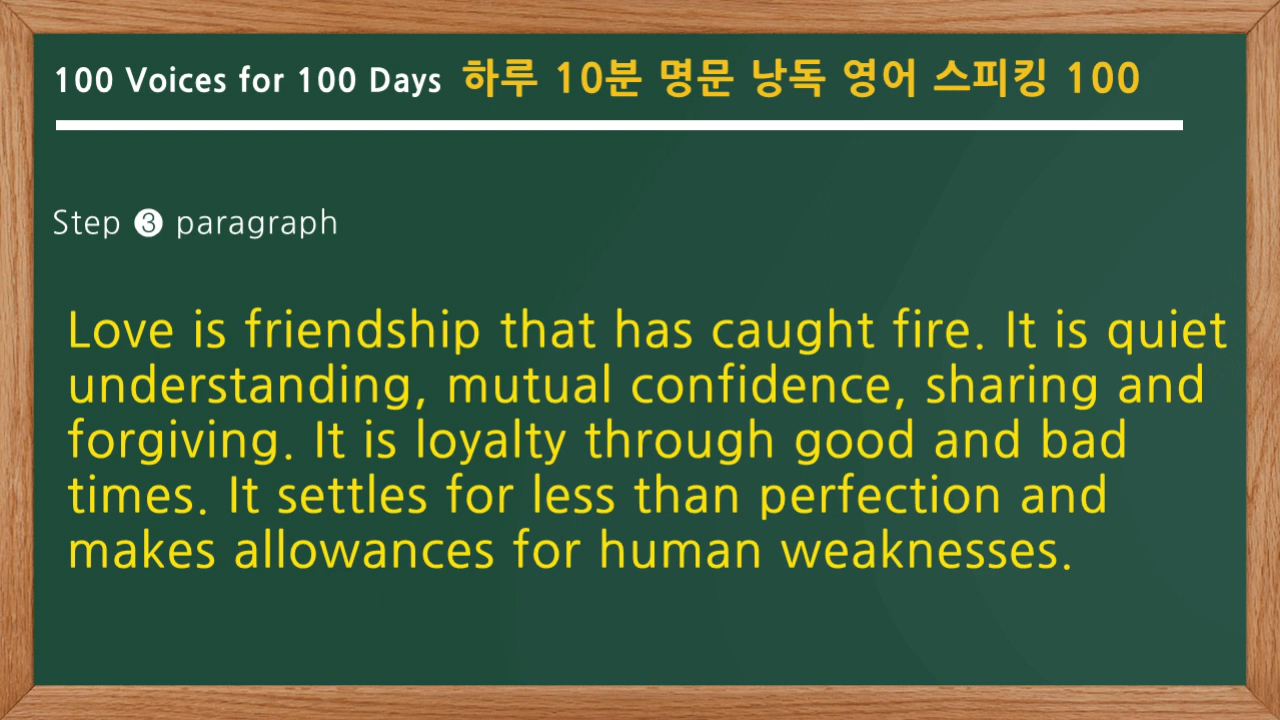 100 Voices for 100 Days 하루 10분 명문 낭독 영어 스피킹 100
Step ❸ paragraph
Love is friendship that has caught fire. It is quiet
understanding, mutual confidence, sharing and
forgiving. It is loyalty through good and bad
times. It settles for less than perfection and
makes allowances for human weaknesses.